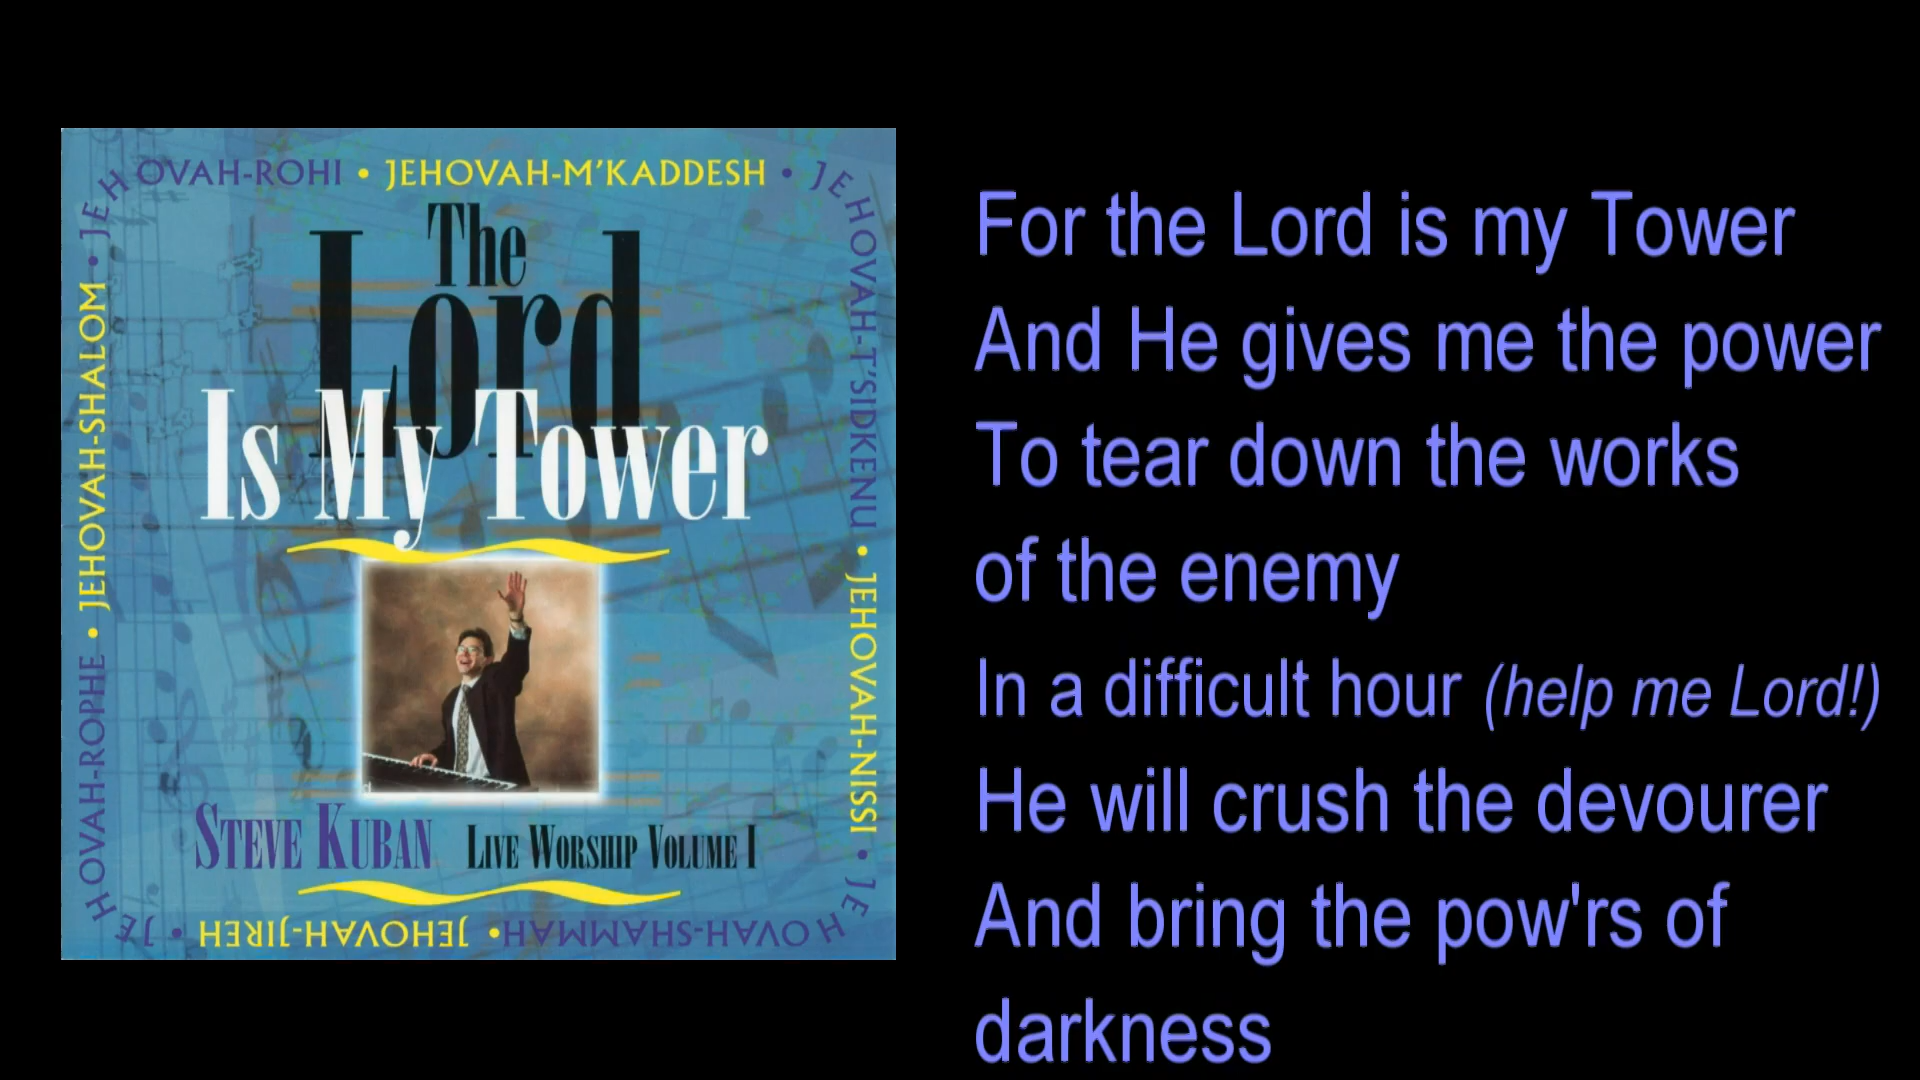 JEHOVAH-ROHI • JEHOVAH-M'KADDESH • JEHOVAH-T'SIDKENU • JEHOVAH-NISSI • JEHOVAH-SHAMMAH • JEHOVAH-JIREH • JEHOVAH-ROPHE • JEHOVAH-SHALOM •
The
Lord
Is My Tower
STEVE KUBAN LIVE WORSHIP VOLUME I
For the Lord is my Tower
And He gives me the power
To tear down the works
of the enemy
In a difficult hour (help me Lord!)
He will crush the devourer
And bring the pow'rs of
darkness